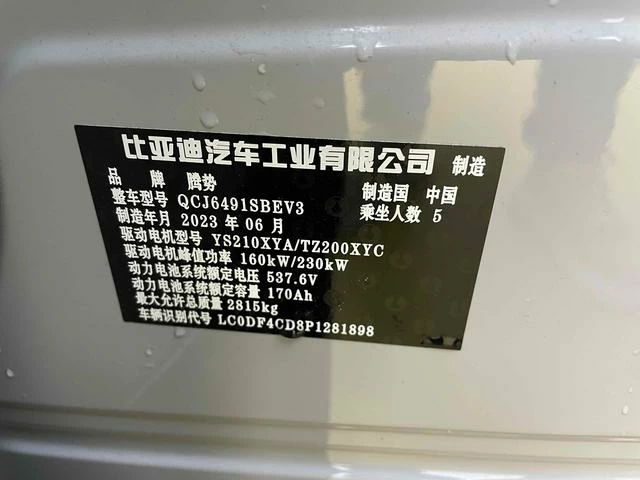 比亚迪汽车工业有限公司 制造
品 牌 腾势 制造国 中国
整车型号 QCJ6491SBEV3 乘坐人数 5
制造年月 2023 年 06 月
驱动电机型号 YS210XYA/TZ200XYC
驱动电机峰值功率 160kW/230kW
动力电池系统额定电压 537.6V
动力电池系统额定容量 170Ah
最大允许总质量 2815kg
车辆识别代号 LC0DF4CD8P1281898